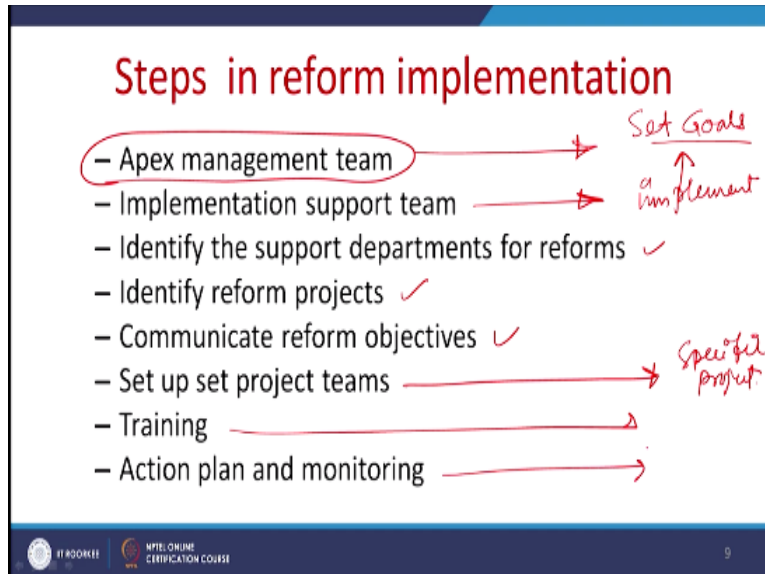 Steps in reform implementation
– Apex management team
Set Goals
– Implementation support team
implement
– Identify the support departments for reforms
– Identify reform projects
– Communicate reform objectives
– Set up set project teams
Specific
project
– Training
– Action plan and monitoring
IIT ROORKEE
NPTEL ONLINE
CERTIFICATION COURSE
9